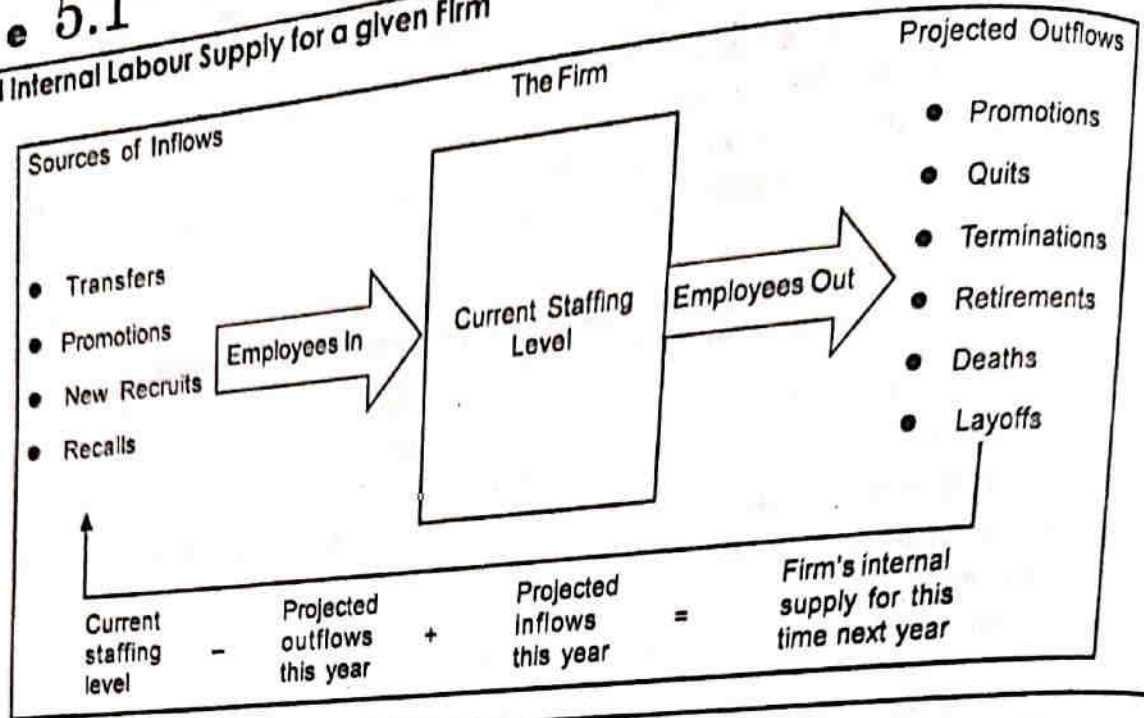 e 5.1
Internal Labour Supply for a given Firm
Sources of Inflows
The Firm
Projected Outflows
• Transfers
• Promotions
• New Recruits
• Recalls
Employees In
Current Staffing
Level
Employees Out
• Promotions
• Quits
• Terminations
• Retirements
• Deaths
• Layoffs
Current
staffing
level
–
Projected
outflows
this year
+
Projected
inflows
this year
=
Firm's internal
supply for this
time next year